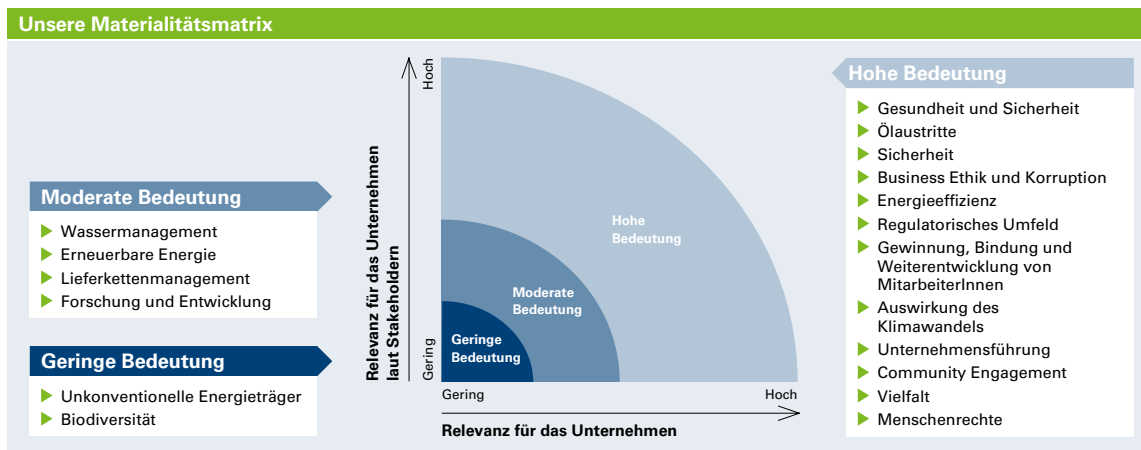 Unsere Materialitätsmatrix
Moderate Bedeutung
Wassermanagement
Erneuerbare Energie
Lieferkettenmanagement
Forschung und Entwicklung
Geringe Bedeutung
Unkonventionelle Energieträger
Biodiversität
Relevanz für das Unternehmen
laut Stakeholdern
Hoch
Gering
Hohe
Bedeutung
Moderate
Bedeutung
Geringe
Bedeutung
Gering
Hoch
Relevanz für das Unternehmen
Hohe Bedeutung
Gesundheit und Sicherheit
Ölaustritte
Sicherheit
Business Ethik und Korruption
Energieeffizienz
Regulatorisches Umfeld
Gewinnung, Bindung und
Weiterentwicklung von
MitarbeiterInnen
Auswirkung des
Klimawandels
Unternehmensführung
Community Engagement
Vielfalt
Menschenrechte